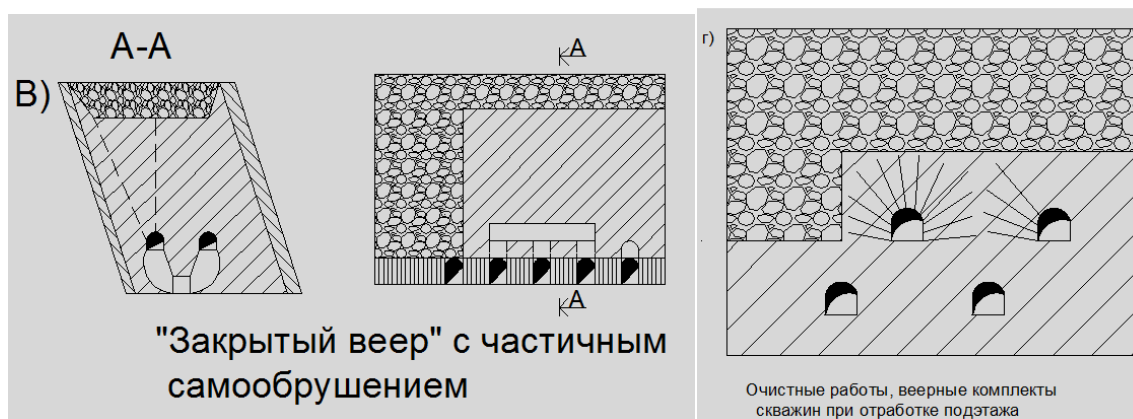 А-А
В)
А
А
"Закрытый веер" с частичным
самообрушением
г)
Очистные работы, веерные комплекты
скважин при отработке подэтажа